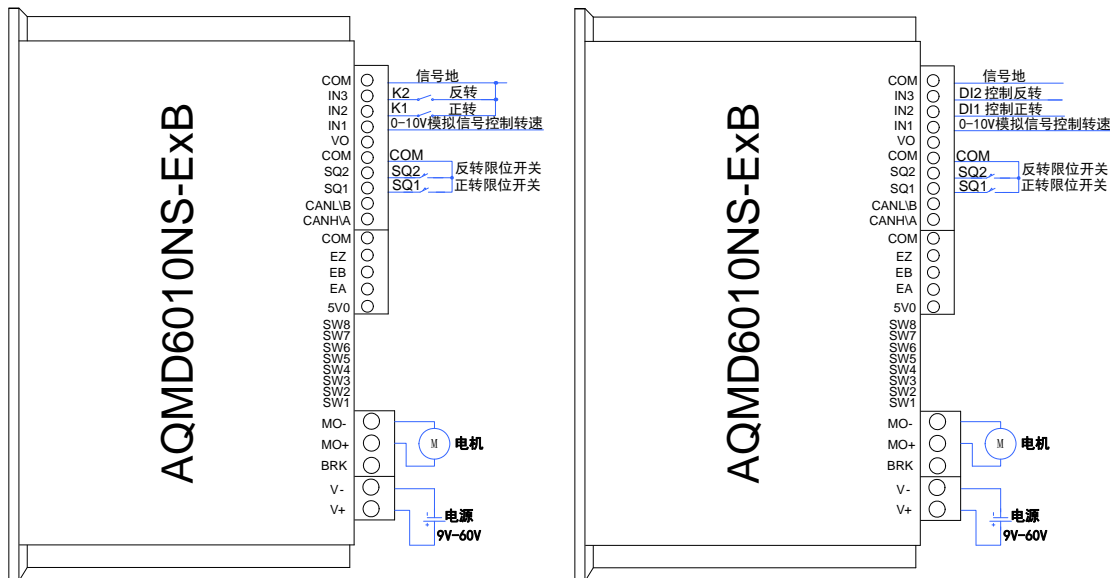 AQMD6010NS-ExB
COM
IN3
IN2
IN1
VO
COM
SQ2
SQ1
CANL\B
CANH\A
COM
EZ
EB
EA
5V0
SW8
SW7
SW6
SW5
SW4
SW3
SW2
SW1
MO-
MO+
BRK
V-
V+
信号地
K2 反转
K1 正转
0-10V模拟信号控制转速
COM
SQ2 反转限位开关
SQ1 正转限位开关
M 电机
电源
9V-60V
AQMD6010NS-ExB
COM
IN3
IN2
IN1
VO
COM
SQ2
SQ1
CANL\B
CANH\A
COM
EZ
EB
EA
5V0
SW8
SW7
SW6
SW5
SW4
SW3
SW2
SW1
MO-
MO+
BRK
V-
V+
信号地
DI2 控制反转
DI1 控制正转
0-10V模拟信号控制转速
COM
SQ2 反转限位开关
SQ1 正转限位开关
M 电机
电源
9V-60V